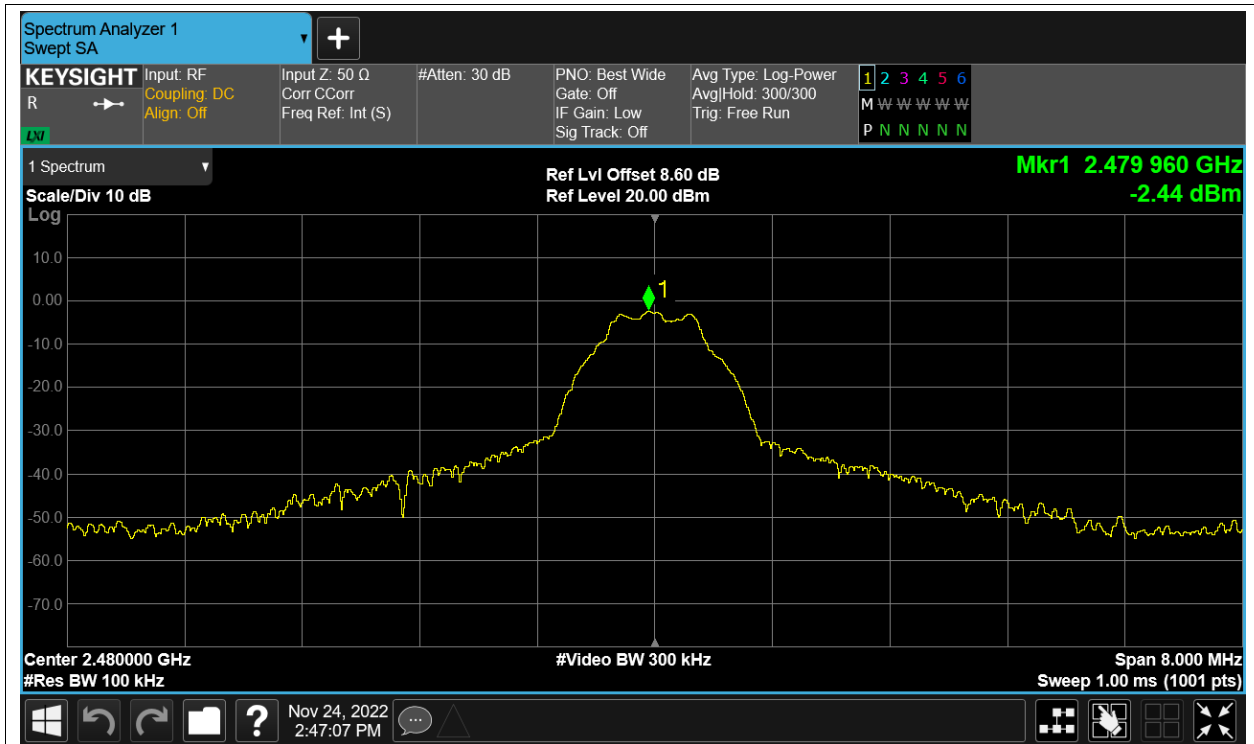 Spectrum Analyzer 1
Swept SA
KEYSIGHT
R
LXI
Input: RF
Coupling: DC
Align: Off
Input Z: 50 Ω
Corr CCorr
Freq Ref: Int (S)
#Atten: 30 dB
PNO: Best Wide
Gate: Off
IF Gain: Low
Sig Track: Off
Avg Type: Log-Power
Avg|Hold: 300/300
Trig: Free Run
1 2 3 4 5 6
M W W W W W
P N N N N N
1 Spectrum
Scale/Div 10 dB
Ref Lvl Offset 8.60 dB
Ref Level 20.00 dBm
Mkr1 2.479 960 GHz
-2.44 dBm
Log
10.0
0.00
-10.0
-20.0
-30.0
-40.0
-50.0
-60.0
-70.0
1
Center 2.480000 GHz
#Res BW 100 kHz
#Video BW 300 kHz
Span 8.000 MHz
Sweep 1.00 ms (1001 pts)
?
Nov 24, 2022
2:47:07 PM